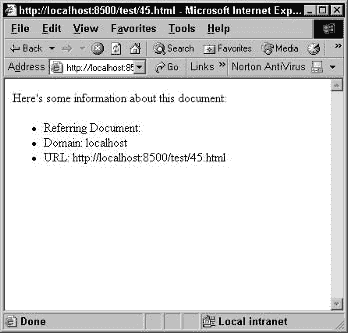 http://localhost:8500/test/45.html - Microsoft Internet Exp...
File Edit View Favorites Tools Help
Back Search Favorites Media
Address http://localhost:85 Go Links » Norton AntiVirus
Here's some information about this document:
• Referring Document:
• Domain: localhost
• URL: http://localhost:8500/test/45.html
Done Local intranet